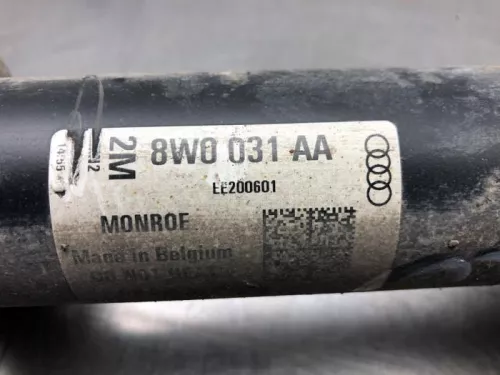 2M 8W0 031 AA
EE200601
MONROE
Made in Belgium